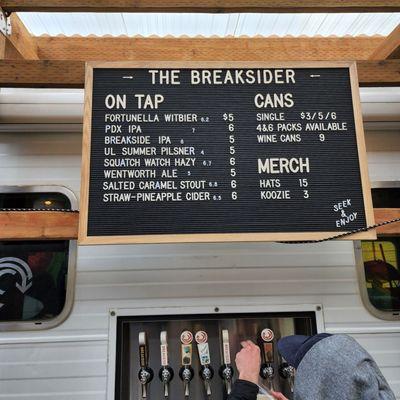 THE BREAKSIDER
ON TAP
FORTUNELLA WITBIER 6.2 $5
PDX IPA 7 6
BREAKSIDE IPA 6 5
UL SUMMER PILSNER 4 5
SQUATCH WATCH HAZY 6.7 6
WENTWORTH ALE 5 5
SALTED CARAMEL STOUT 6.8 6
STRAW-PINEAPPLE CIDER 6.5 6
CANS
SINGLE $3/5/6
4&6 PACKS AVAILABLE
WINE CANS 9
MERCH
HATS 15
KOOZIE 3
SEEK
&
ENJOY